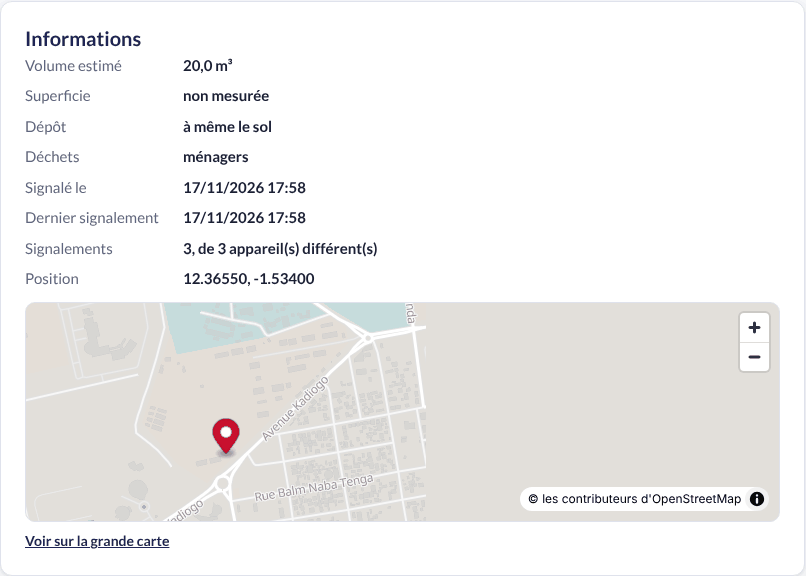 Informations
Volume estimé 20,0 m³
Superficie non mesurée
Dépôt à même le sol
Déchets ménagers
Signalé le 17/11/2026 17:58
Dernier signalement 17/11/2026 17:58
Signalements 3, de 3 appareil(s) différent(s)
Position 12.36550, -1.53400
nda
+
Avenue Kadiogo
−
Rue Balm Naba Tenga
adiogo
© les contributeurs d'OpenStreetMap
Voir sur la grande carte